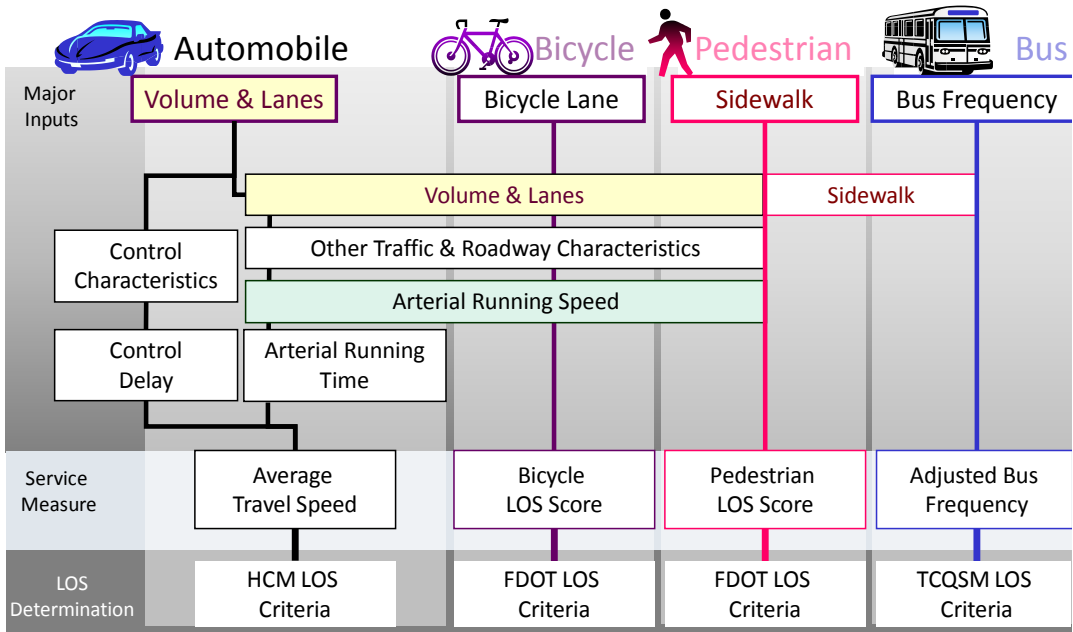 Automobile
Bicycle
Pedestrian
Bus
Major
Inputs
Volume & Lanes
Bicycle Lane
Sidewalk
Bus Frequency
Volume & Lanes
Sidewalk
Control
Characteristics
Other Traffic & Roadway Characteristics
Arterial Running Speed
Control
Delay
Arterial Running
Time
Service
Measure
Average
Travel Speed
Bicycle
LOS Score
Pedestrian
LOS Score
Adjusted Bus
Frequency
LOS
Determination
HCM LOS
Criteria
FDOT LOS
Criteria
FDOT LOS
Criteria
TCQSM LOS
Criteria